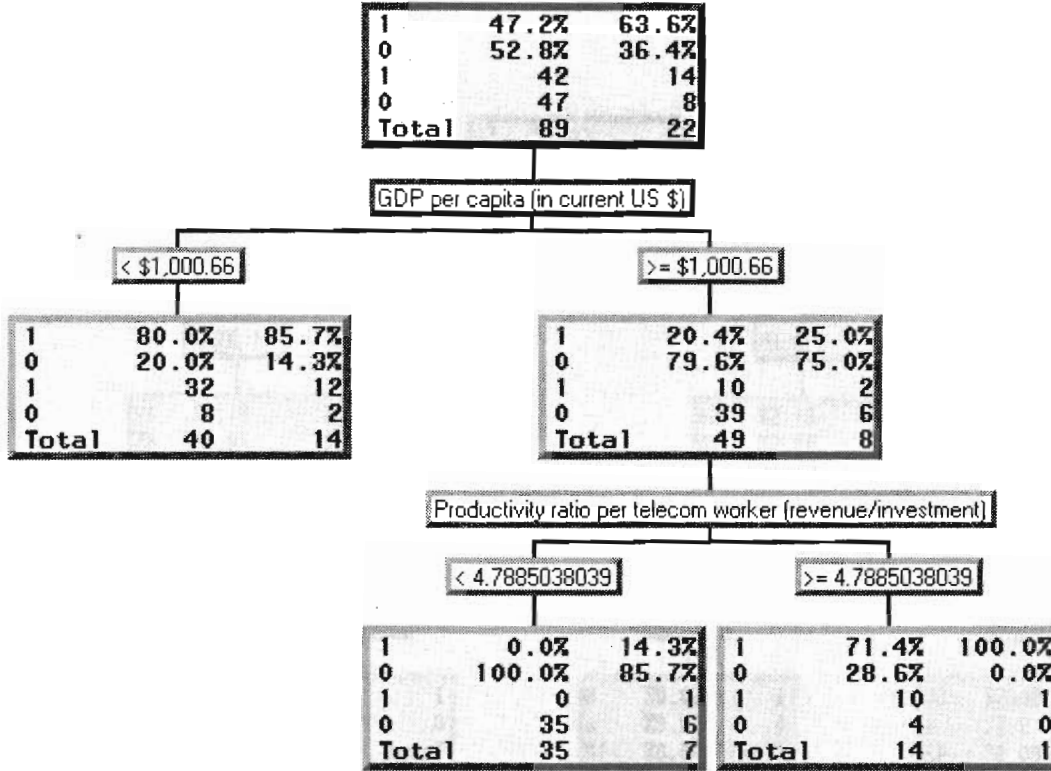 1 47.2% 63.6%
0 52.8% 36.4%
1 42 14
0 47 8
Total 89 22
GDP per capita (in current US $)
< $1,000.66
>= $1,000.66
1 80.0% 85.7%
0 20.0% 14.3%
1 32 12
0 8 2
Total 40 14
1 20.4% 25.0%
0 79.6% 75.0%
1 10 2
0 39 6
Total 49 8
Productivity ratio per telecom worker (revenue/investment)
< 4.7885038039
>= 4.7885038039
1 0.0% 14.3%
0 100.0% 85.7%
1 0 1
0 35 6
Total 35 7
1 71.4% 100.0%
0 28.6% 0.0%
1 10 1
0 4 0
Total 14 1